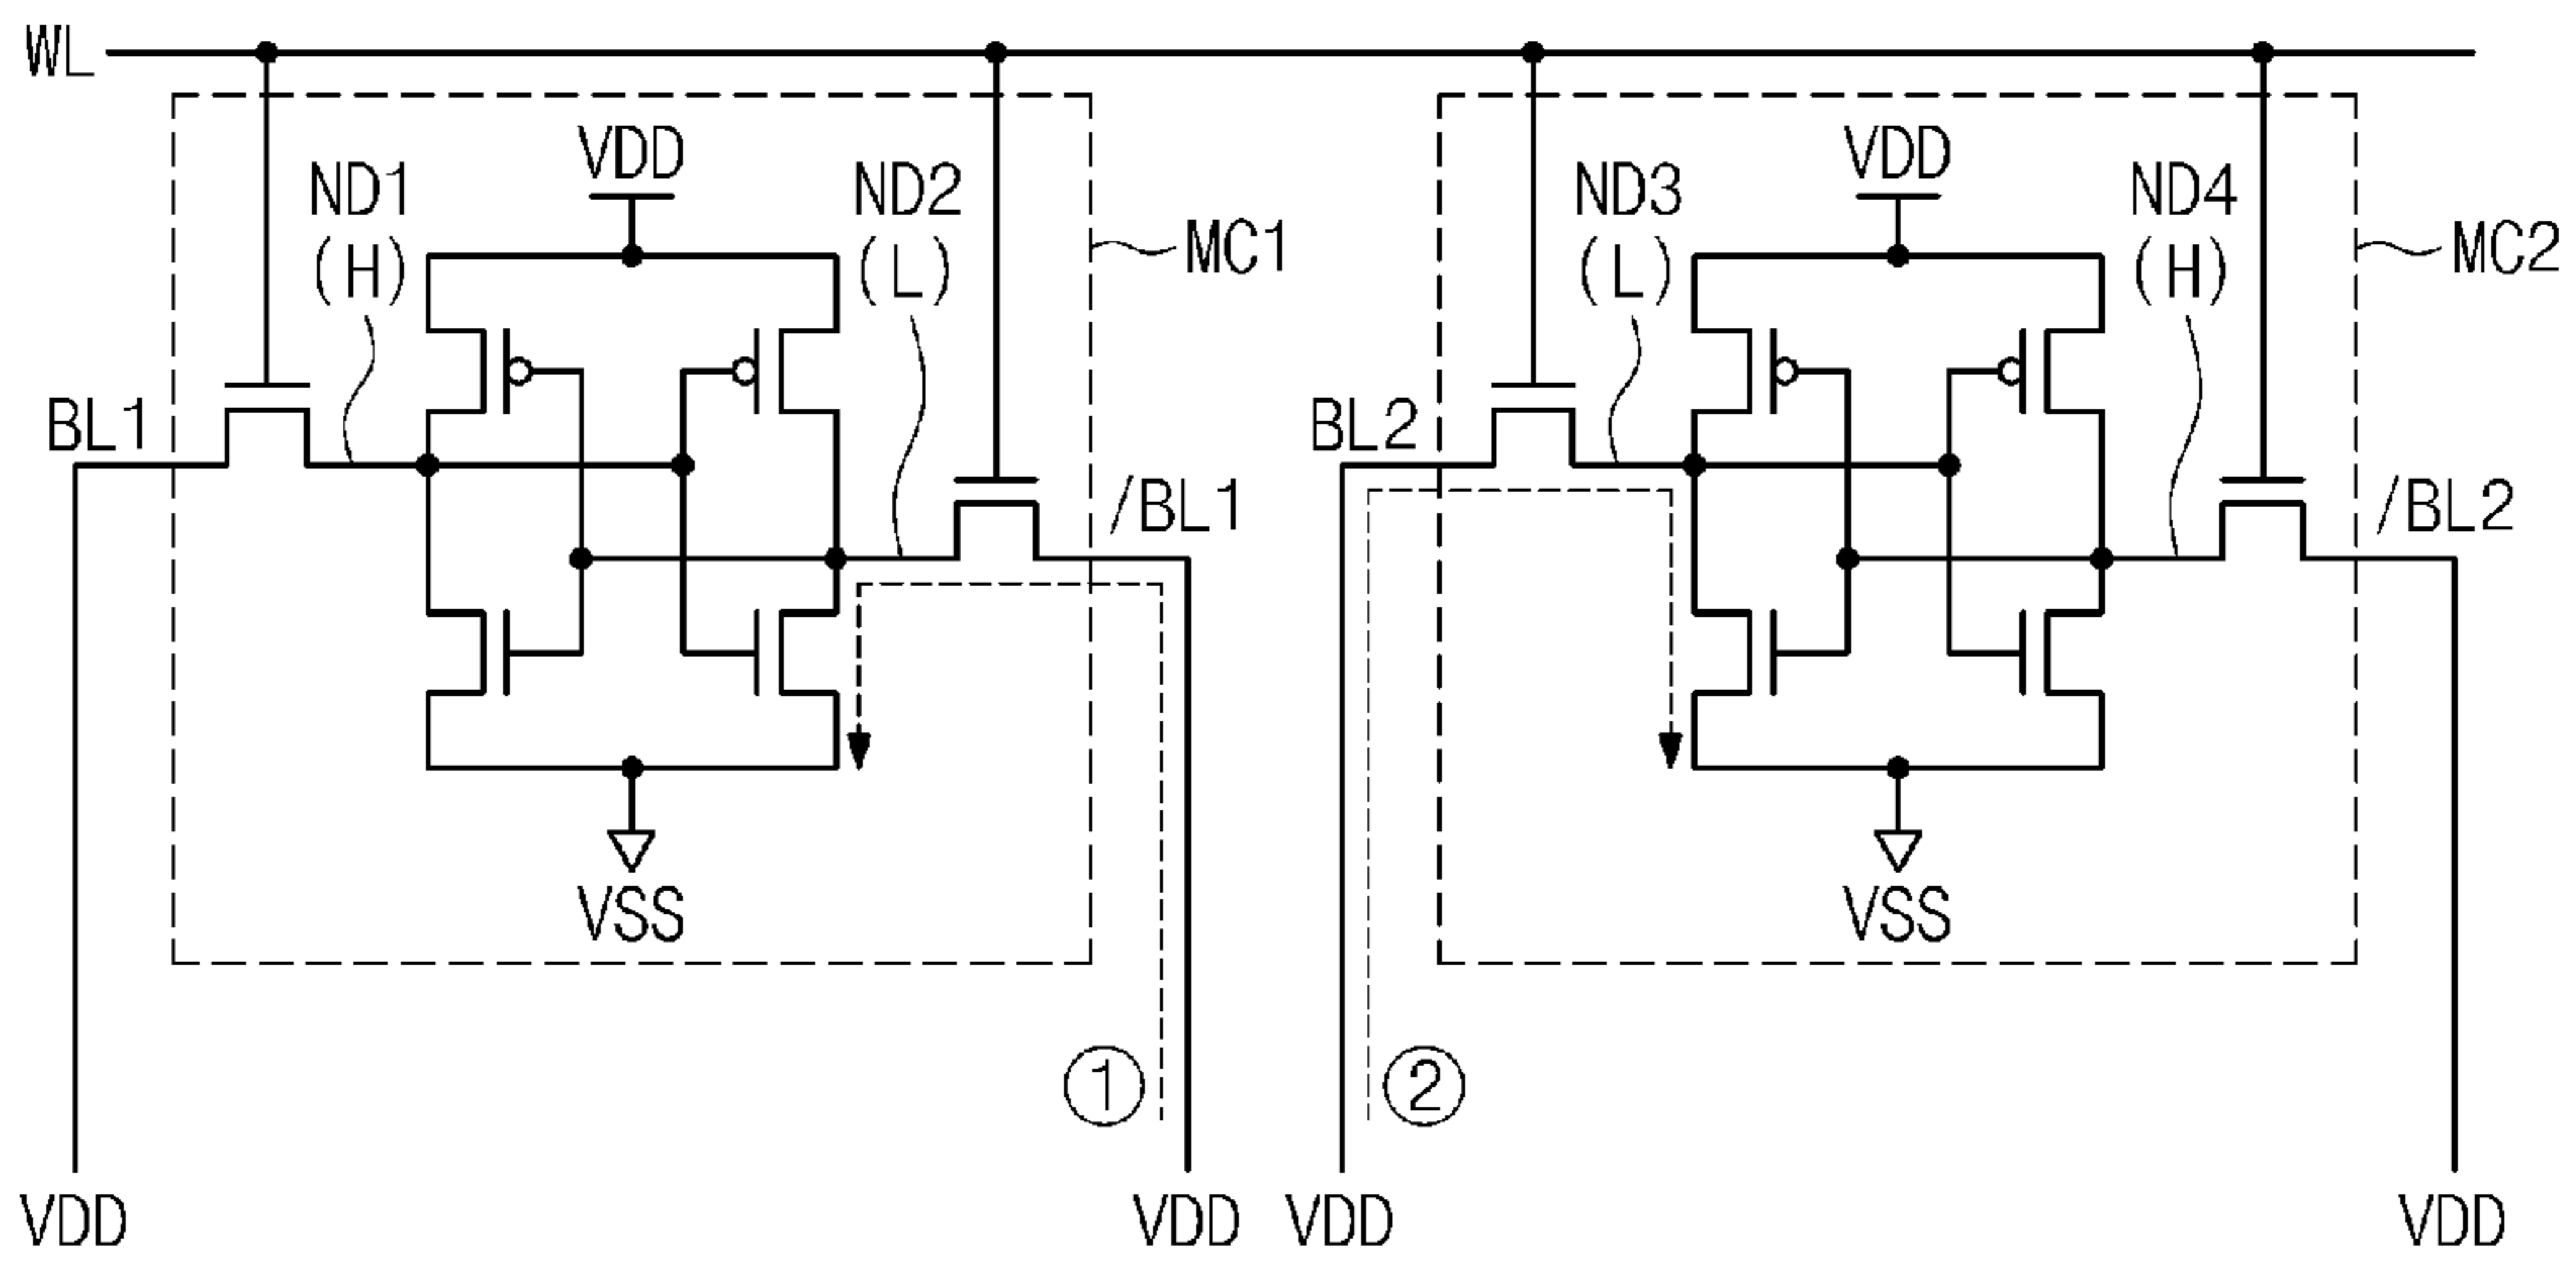 WL
VDD
ND1
(H)
ND2
(L)
MC1
BL1
/BL1
VSS
①
VDD
VDD
VDD
ND3
(L)
ND4
(H)
MC2
BL2
/BL2
VSS
②
VDD
VDD